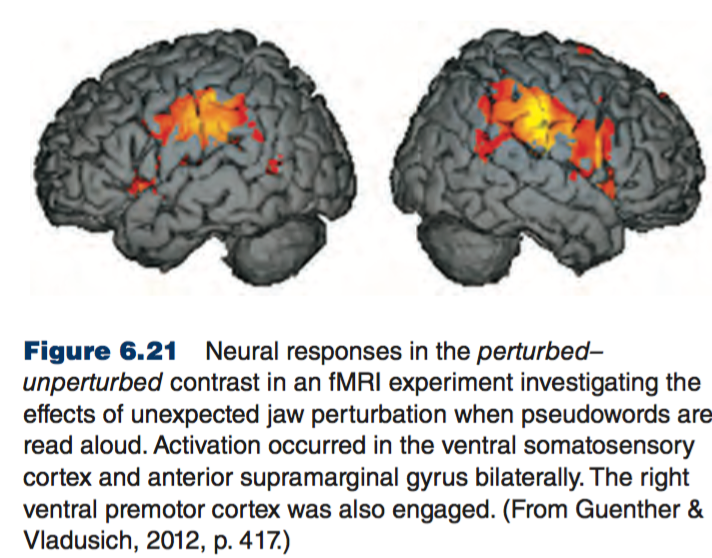 Figure 6.21 Neural responses in the perturbed–
unperturbed contrast in an fMRI experiment investigating the
effects of unexpected jaw perturbation when pseudowords are
read aloud. Activation occurred in the ventral somatosensory
cortex and anterior supramarginal gyrus bilaterally. The right
ventral premotor cortex was also engaged. (From Guenther &
Vladusich, 2012, p. 417.)